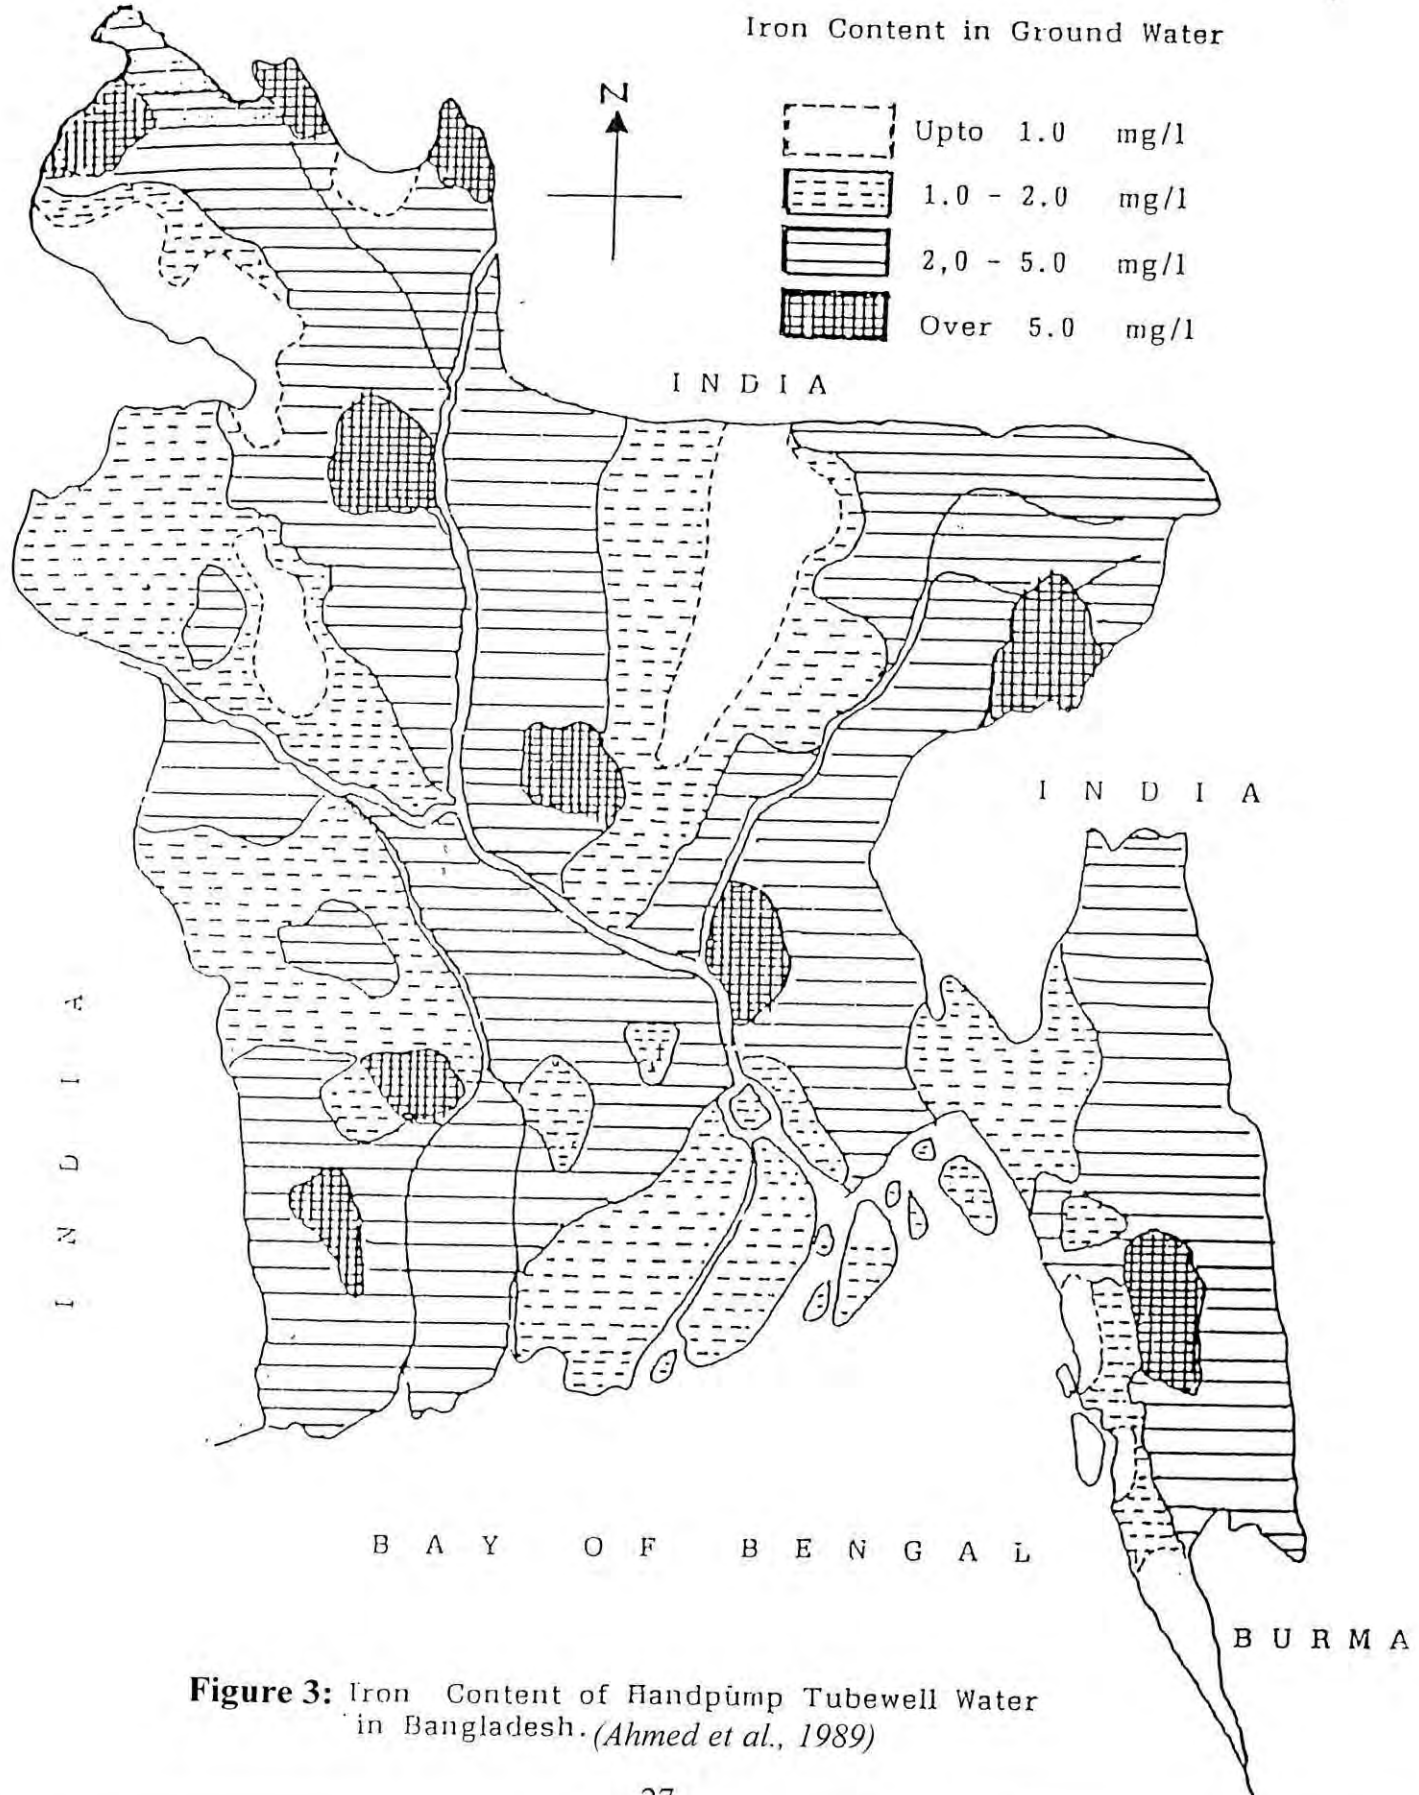 Iron Content in Ground Water
N
Upto 1.0 mg/l
1.0 - 2.0 mg/l
2,0 - 5.0 mg/l
Over 5.0 mg/l
INDIA
INDIA
INDIA
BAY OF BENGAL
BURMA
Figure 3: Iron Content of Handpump Tubewell Water
in Bangladesh. (Ahmed et al., 1989)